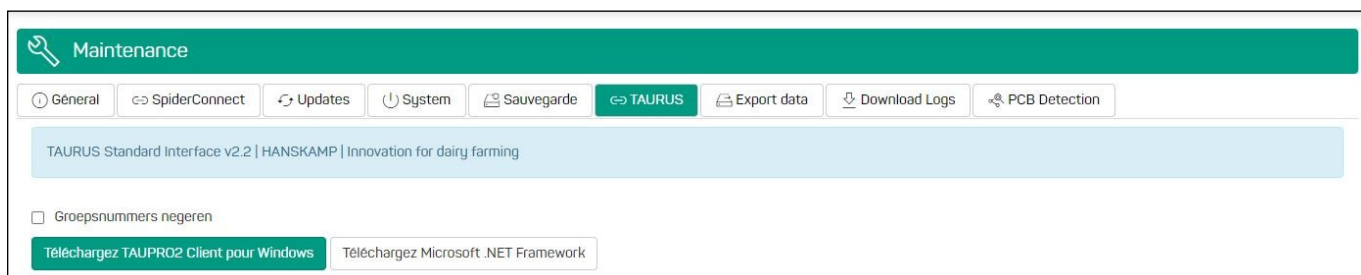 Maintenance
Géneral SpiderConnect Updates System Sauvegarde TAURUS Export data Download Logs PCB Detection
TAURUS Standard Interface v2.2 | HANSKAMP | Innovation for dairy farming
Groepsnummers negeren
Téléchargez TAUPRO2 Client pour Windows Téléchargez Microsoft .NET Framework